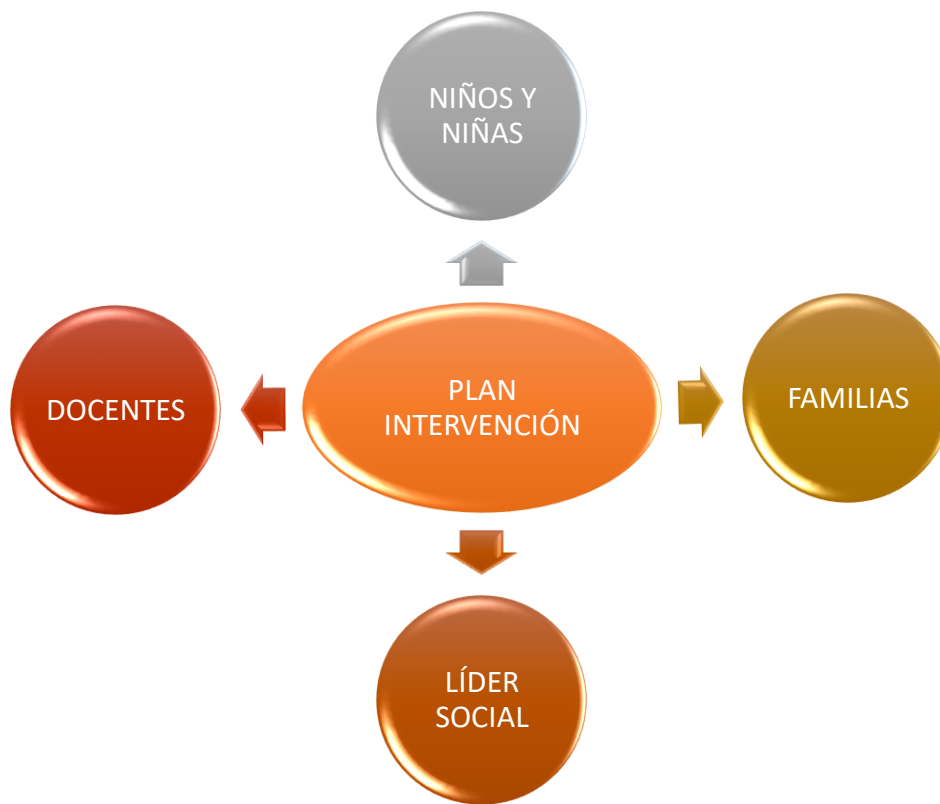 NIÑOS Y
NIÑAS
DOCENTES
PLAN
INTERVENCIÓN
FAMILIAS
LÍDER
SOCIAL